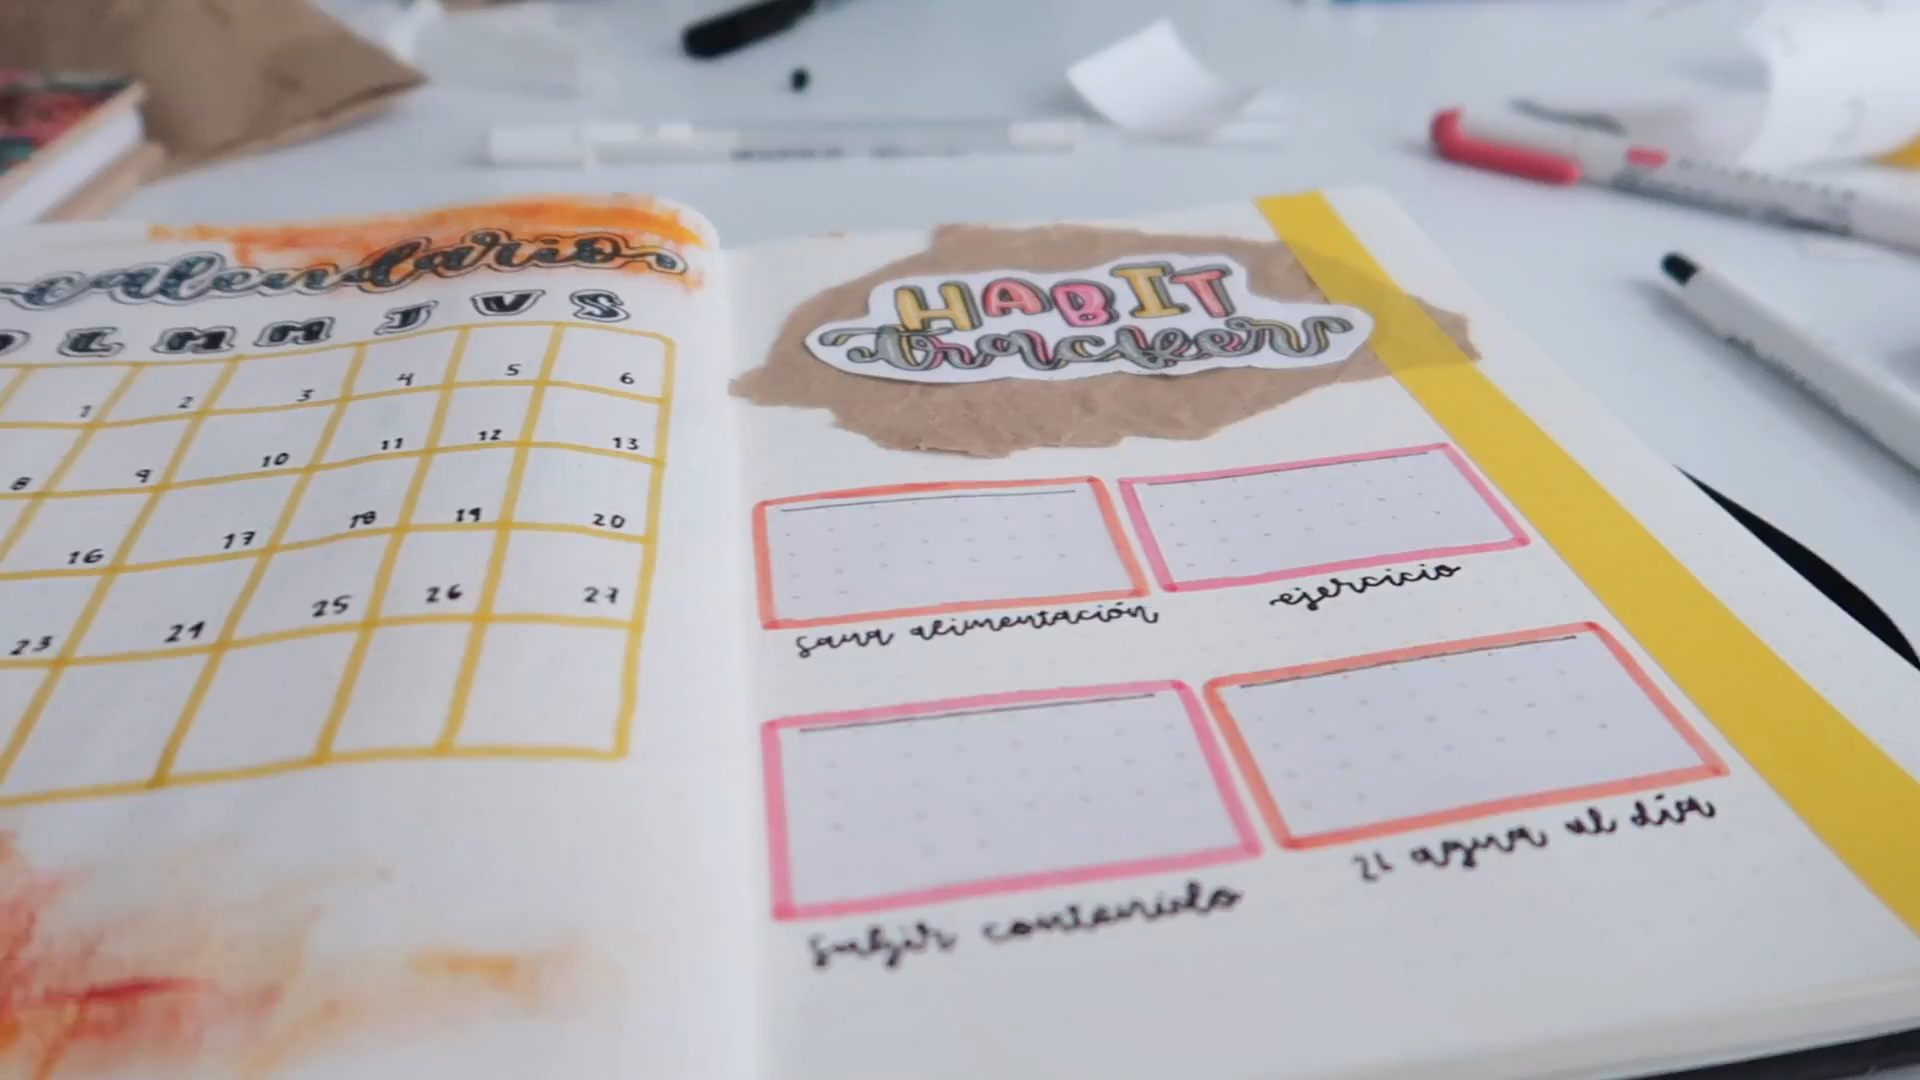 calendario
D L M M J V S
1 2 3 4 5 6
8 9 10 11 12 13
16 17 18 19 20
23 24 25 26 27
HABIT
tracker
sana alimentación
ejercicio
subir contenido
2L agua al día